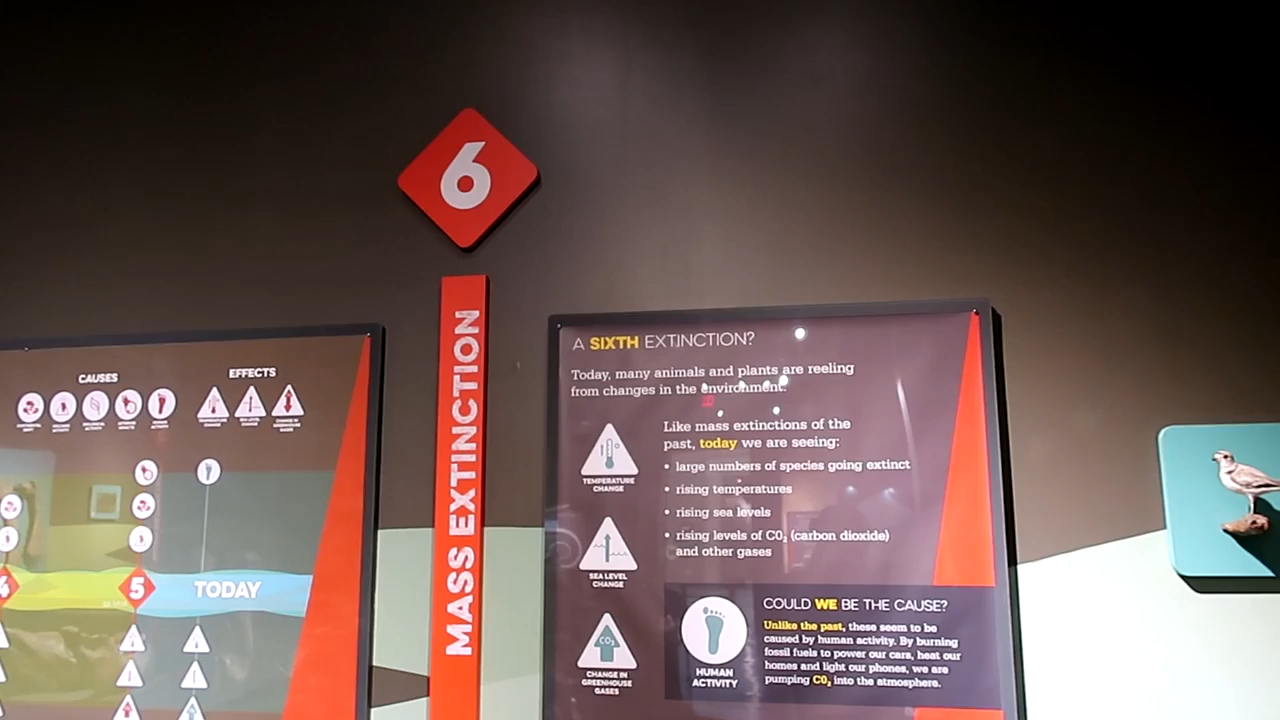 6
MASS EXTINCTION
CAUSES
EFFECTS
4
5
TODAY
A SIXTH EXTINCTION?
Today, many animals and plants are reeling
from changes in the environment.
Like mass extinctions of the
past, today we are seeing:
• large numbers of species going extinct
• rising temperatures
• rising sea levels
• rising levels of CO₂ (carbon dioxide)
and other gases
TEMPERATURE
CHANGE
SEA LEVEL
CHANGE
CO₂
CHANGE IN
GREENHOUSE
GASES
HUMAN
ACTIVITY
COULD WE BE THE CAUSE?
Unlike the past, these seem to be
caused by human activity. By burning
fossil fuels to power our cars, heat our
homes and light our phones, we are
pumping CO₂ into the atmosphere.